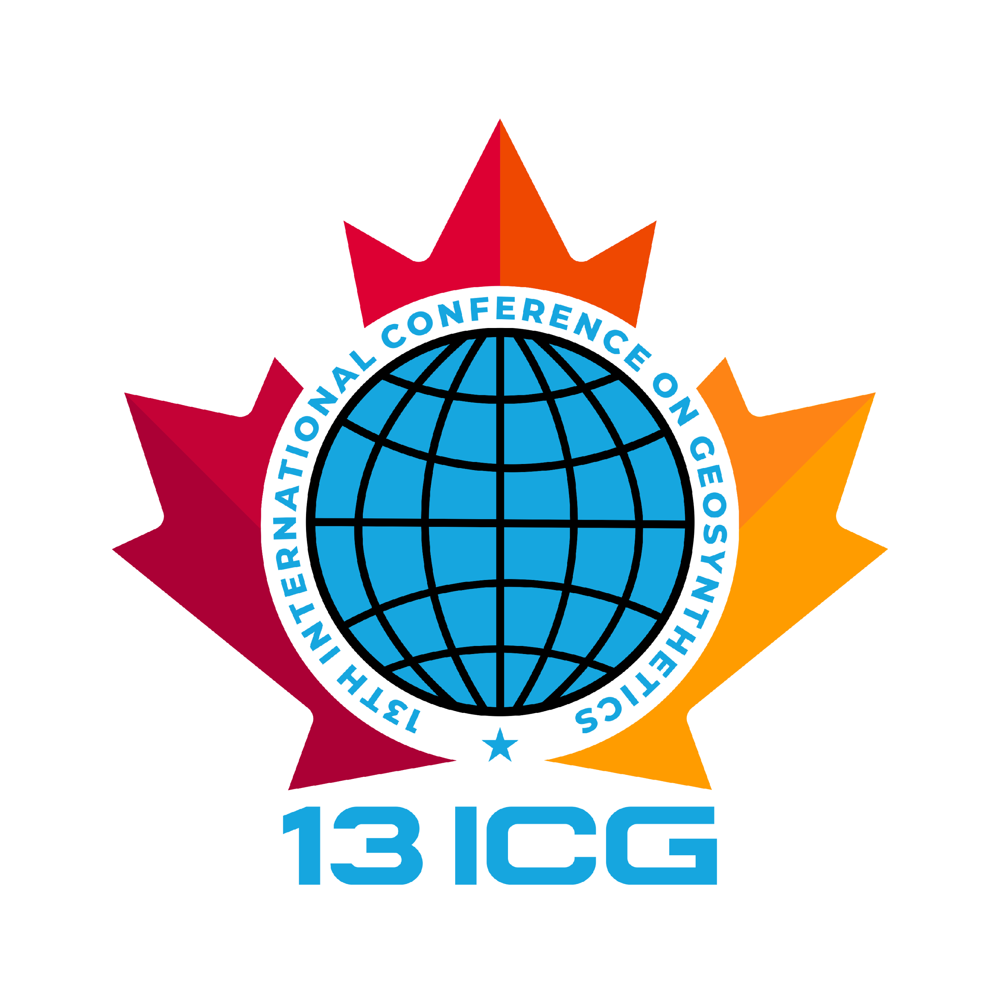 13TH INTERNATIONAL CONFERENCE ON GEOSYNTHETICS
13 ICG